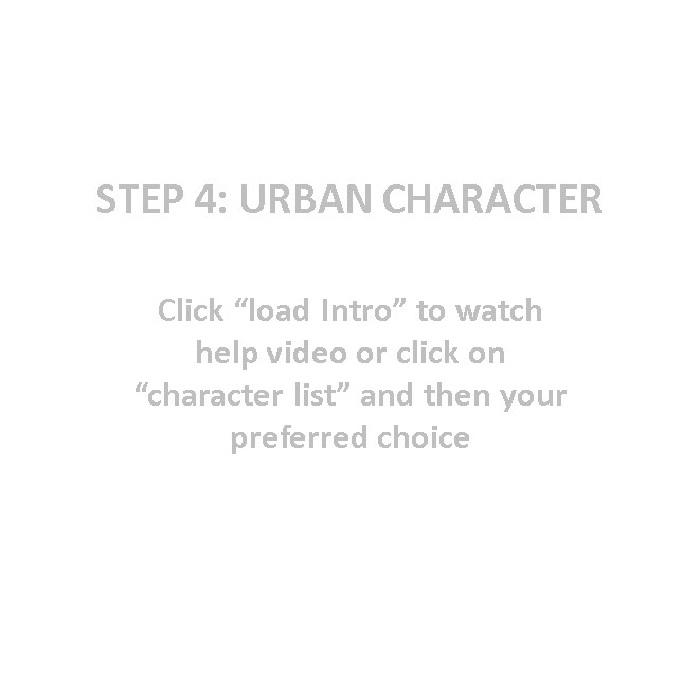 STEP 4: URBAN CHARACTER
Click “load Intro” to watch
help video or click on
“character list” and then your
preferred choice